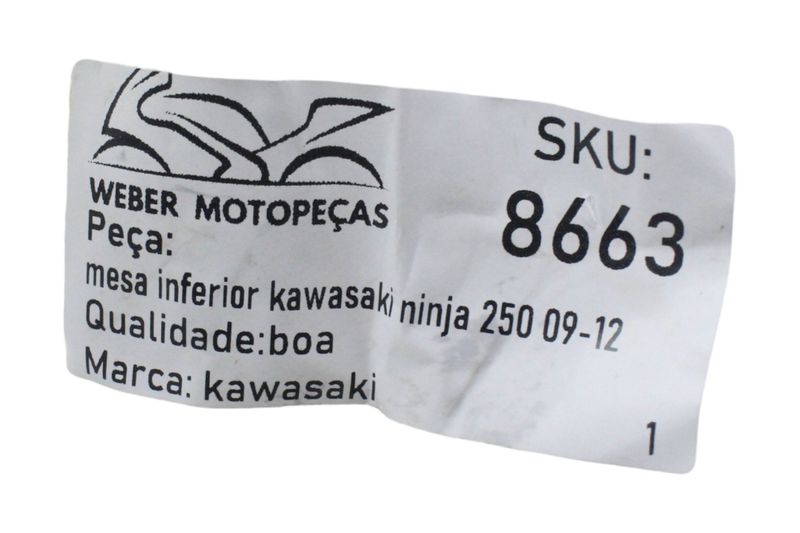 WEBER MOTOPEÇAS
SKU:
8663
Peça:
mesa inferior kawasaki ninja 250 09-12
Qualidade:boa
Marca: kawasaki
1